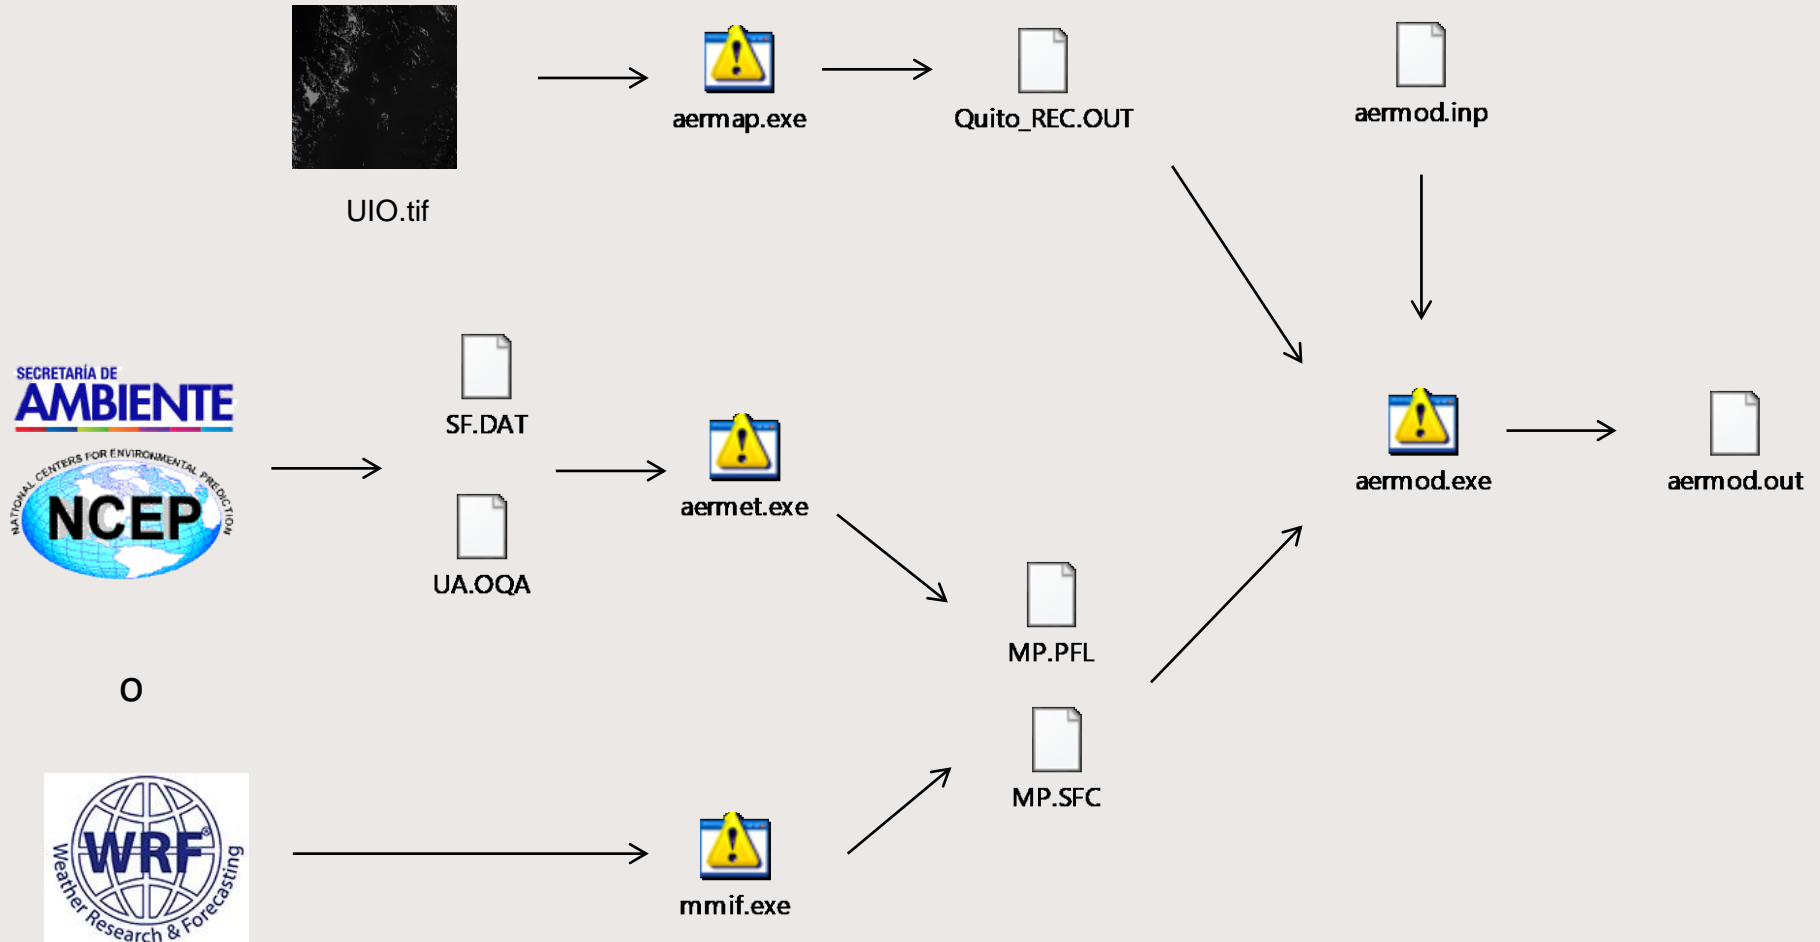 aermap.exe
Quito_REC.OUT
aermod.inp
UIO.tif
SECRETARÍA DE
AMBIENTE
NATIONAL CENTERS FOR ENVIRONMENTAL PREDICTION
NCEP
SF.DAT
UA.OQA
aermet.exe
aermod.exe
aermod.out
MP.PFL
MP.SFC
O
WRF®
Weather Research & Forecasting
mmif.exe